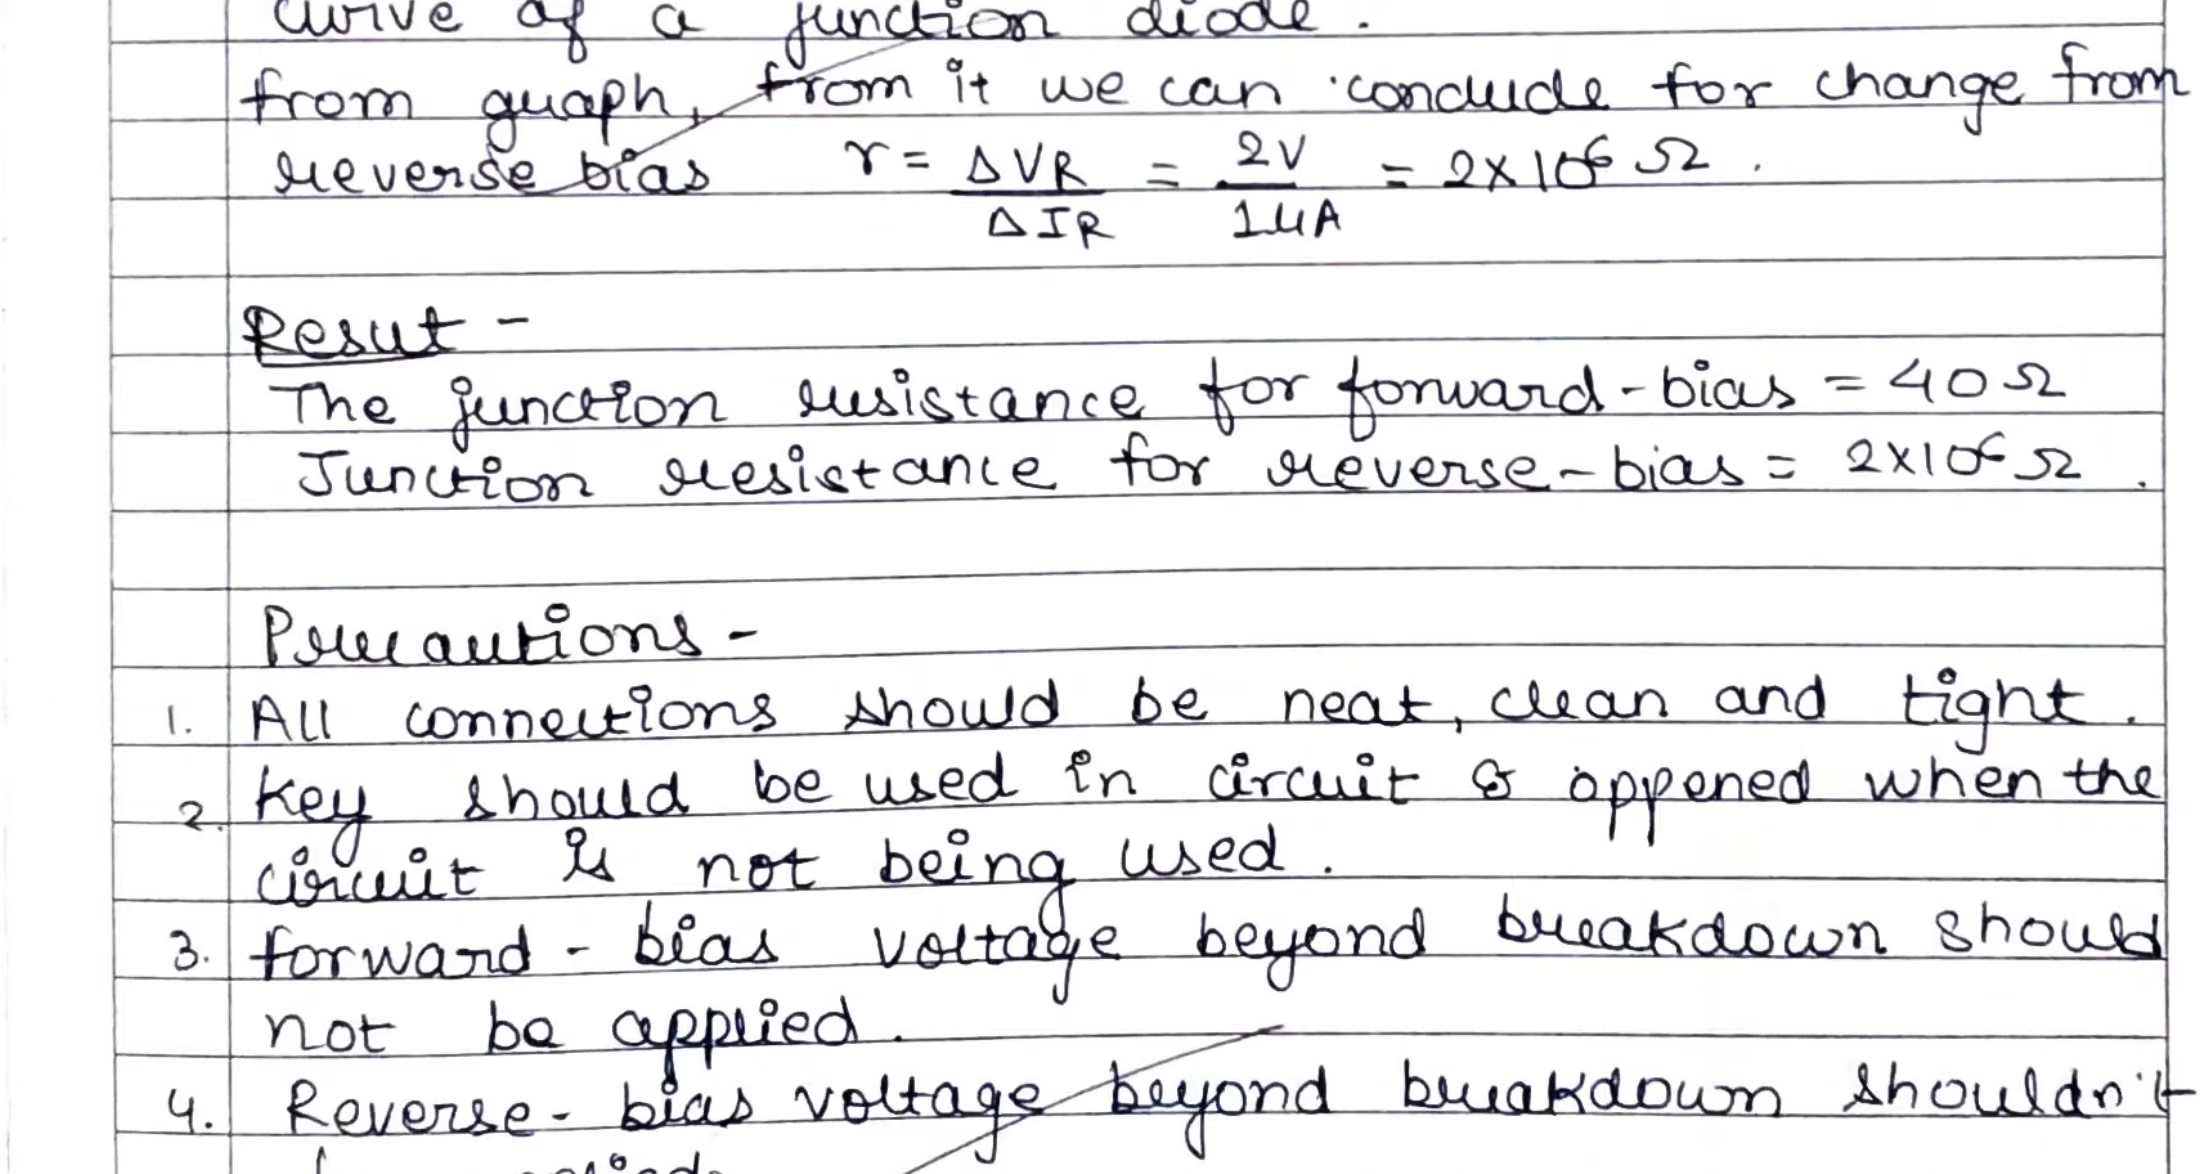 curve of a junction diode.
from graph, from it we can conclude for change from
reverse bias r = ΔVR / ΔIR = 2V / 1μA = 2×10⁶ Ω.
Resut -
The junction resistance for forward-bias = 40 Ω
Junction resistance for reverse-bias = 2×10⁶ Ω.
Precautions -
1. All connections should be neat, clean and tight.
2. Key should be used in circuit & oppened when the
circuit is not being used.
3. forward - bias voltage beyond breakdown should
not be applied.
4. Reverse - bias voltage beyond breakdown shouldn't